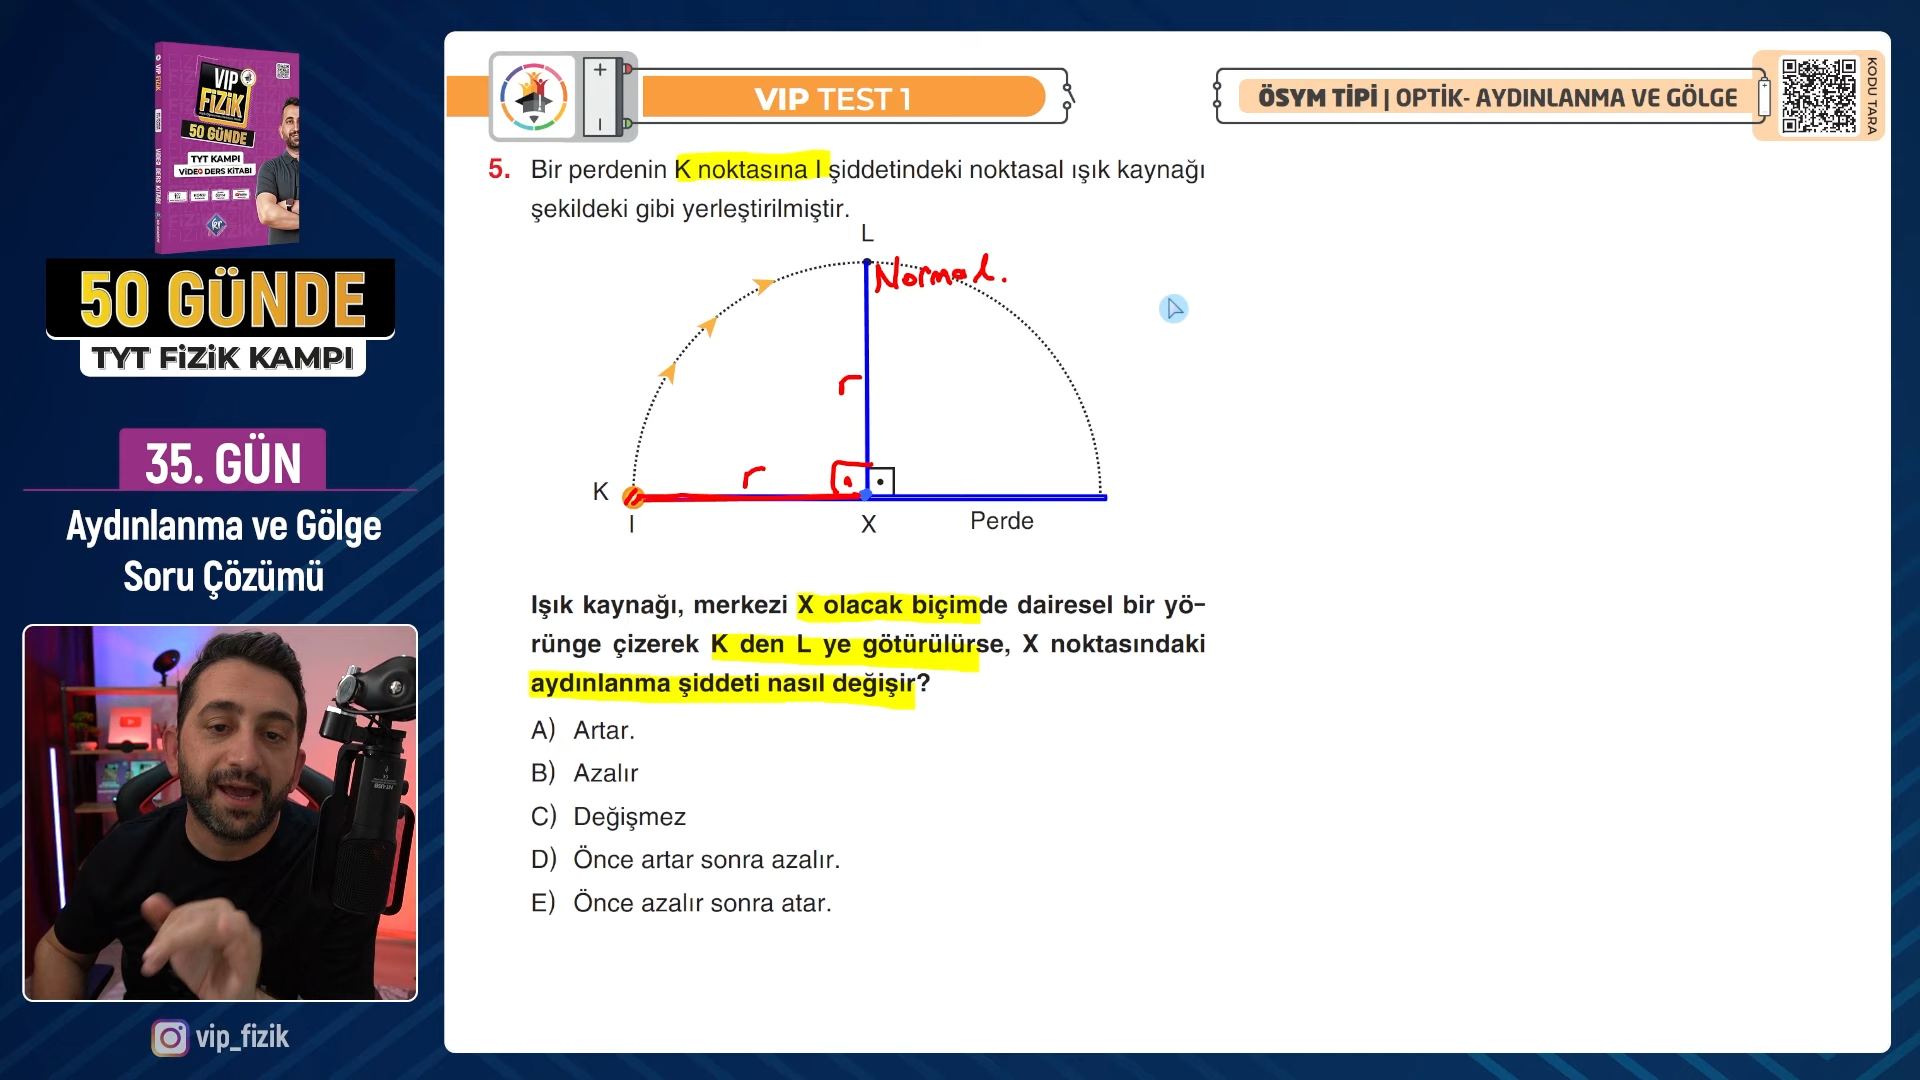 VIP
FİZİK
50 GÜNDE
TYT KAMPI
VİDEO DERS KİTABI
50 GÜNDE
TYT FİZİK KAMPI
35. GÜN
Aydınlanma ve Gölge
Soru Çözümü
vip_fizik
VIP TEST 1
ÖSYM TİPİ | OPTİK- AYDINLANMA VE GÖLGE
KODU TARA
5. Bir perdenin K noktasına I şiddetindeki noktasal ışık kaynağı
şekildeki gibi yerleştirilmiştir.
L
Normal.
r
r
K
I
X
Perde
Işık kaynağı, merkezi X olacak biçimde dairesel bir yö-
rünge çizerek K den L ye götürülürse, X noktasındaki
aydınlanma şiddeti nasıl değişir?
A) Artar.
B) Azalır
C) Değişmez
D) Önce artar sonra azalır.
E) Önce azalır sonra atar.